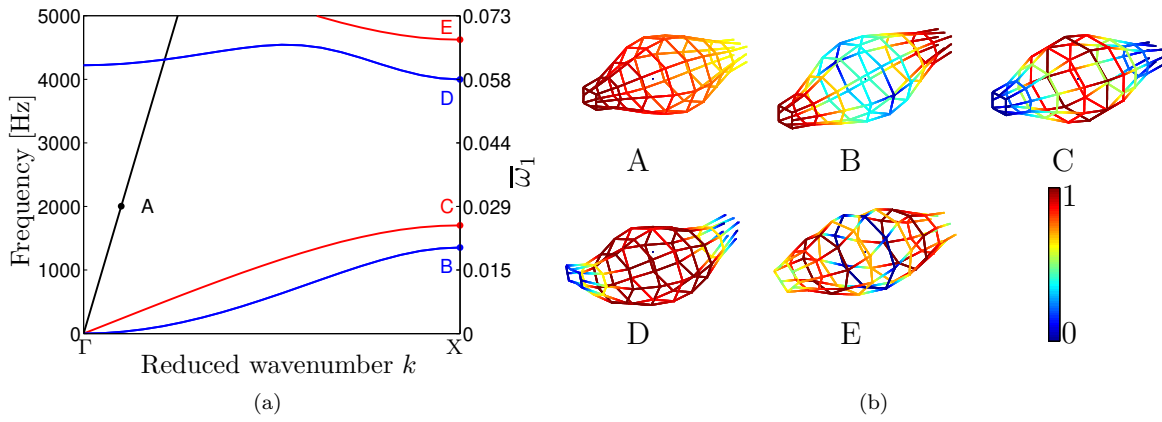 5000
4000
3000
2000
1000
0
Frequency [Hz]
Γ
X
Reduced wavenumber k
0.073
0.058
0.044
0.029
0.015
0
ω̅₁
E
D
A
C
B
(a)
A
B
C
D
E
1
0
(b)